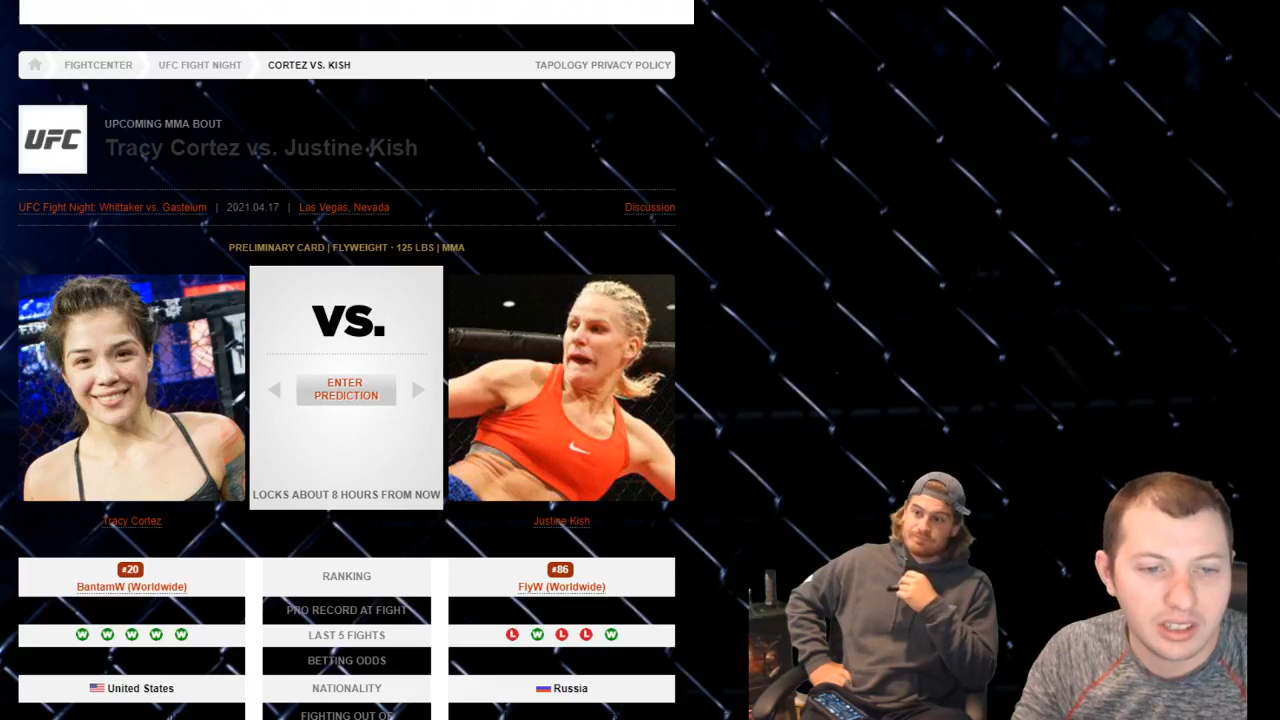 FIGHTCENTER UFC FIGHT NIGHT CORTEZ VS. KISH TAPOLOGY PRIVACY POLICY
UFC
UPCOMING MMA BOUT
Tracy Cortez vs. Justine Kish
UFC Fight Night: Whittaker vs. Gastelum | 2021.04.17 | Las Vegas, Nevada Discussion
PRELIMINARY CARD | FLYWEIGHT · 125 LBS | MMA
VS.
ENTER
PREDICTION
LOCKS ABOUT 8 HOURS FROM NOW
Tracy Cortez Justine Kish
#20 RANKING #86
BantamW (Worldwide) FlyW (Worldwide)
PRO RECORD AT FIGHT
W W W W W LAST 5 FIGHTS L W L L W
BETTING ODDS
United States NATIONALITY Russia
FIGHTING OUT OF